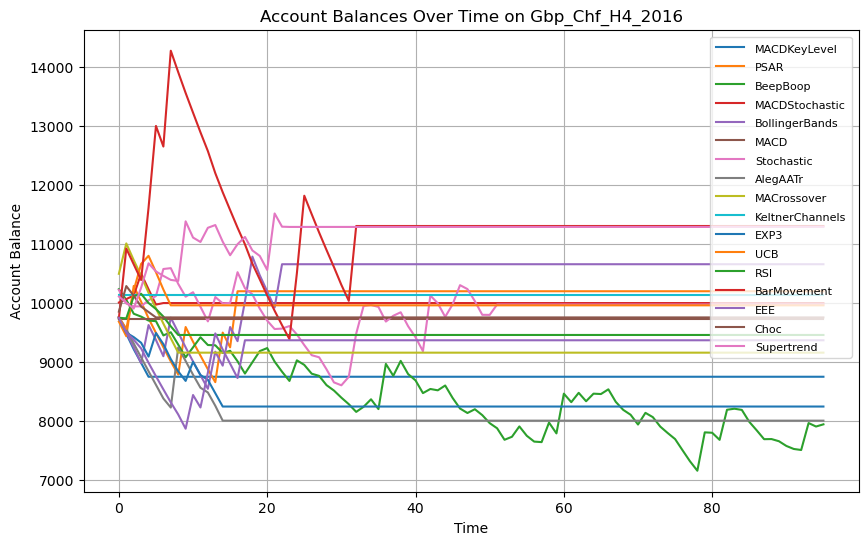 Account Balances Over Time on Gbp_Chf_H4_2016
14000
13000
12000
11000
10000
9000
8000
7000
Account Balance
0
20
40
60
80
Time
MACDKeyLevel
PSAR
BeepBoop
MACDStochastic
BollingerBands
MACD
Stochastic
AlegAATr
MACrossover
KeltnerChannels
EXP3
UCB
RSI
BarMovement
EEE
Choc
Supertrend